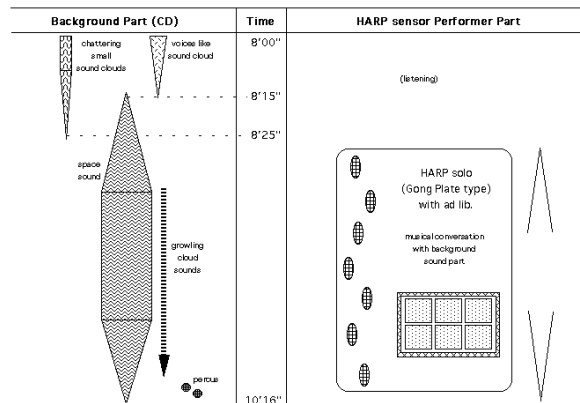 Background Part (CD)
Time
HARP sensor Performer Part
chattering
small
sound clouds
voices like
sound cloud
8'00"
(listening)
8'15"
8'25"
space
sound
HARP solo
(Gong Plate type)
with ad lib.
musical conversation
with background
sound part
growling
cloud
sounds
percus
10'16"